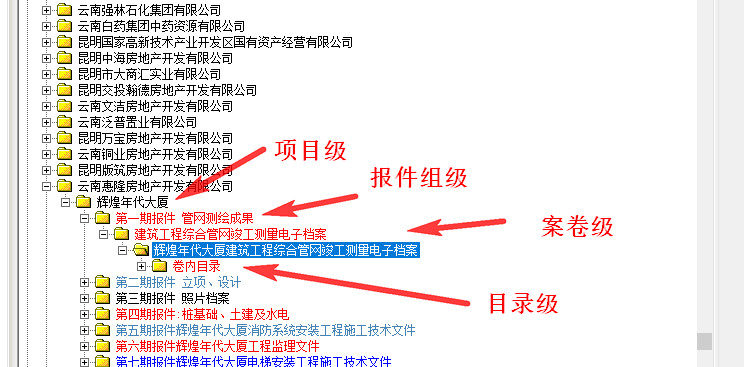 云南强林石化集团有限公司
云南白药集团中药资源有限公司
昆明国家高新技术产业开发区国有资产经营有限公司
昆明中海房地产开发有限公司
昆明市大商汇实业有限公司
昆明交投瀚德房地产开发有限公司
云南文洁房地产开发有限公司
云南泛普置业有限公司
昆明万宝房地产开发有限公司
云南铜业房地产开发有限公司
昆明版筑房地产开发有限公司
云南惠隆房地产开发有限公司
项目级
辉煌年代大厦
报件组级
第一期报件 管网测绘成果
建筑工程综合管网竣工测量电子档案
案卷级
辉煌年代大厦建筑工程综合管网竣工测量电子档案
卷内目录
目录级
第二期报件 立项、设计
第三期报件 照片档案
第四期报件:桩基础、土建及水电
第五期报件辉煌年代大厦消防系统安装工程施工技术文件
第六期报件辉煌年代大厦工程监理文件
第七期报件辉煌年代大厦电梯安装工程施工技术文件